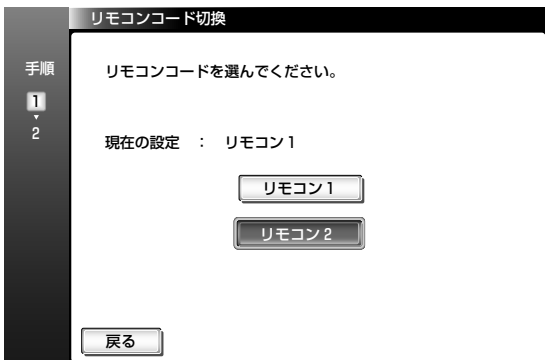 リモコンコード切換
手順
1
2
リモコンコードを選んでください。
現在の設定 : リモコン1
リモコン1
リモコン2
戻る